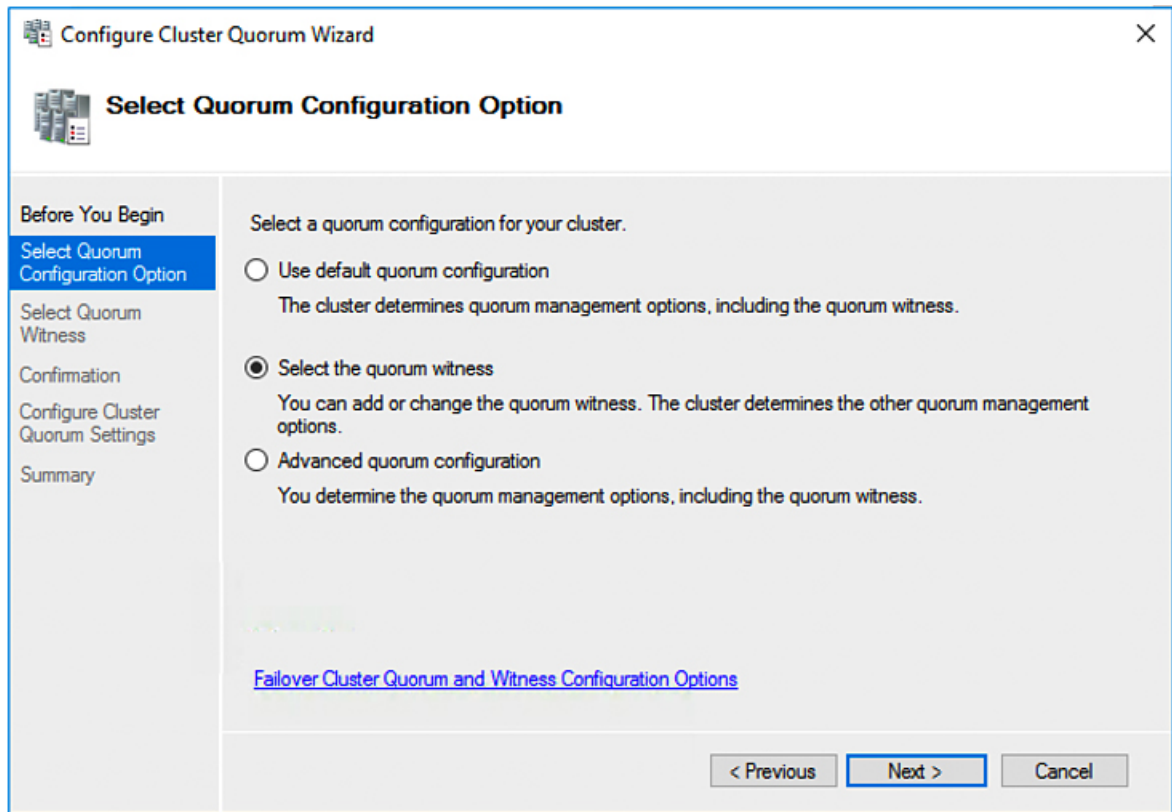 Configure Cluster Quorum Wizard
Select Quorum Configuration Option
Before You Begin
Select Quorum
Configuration Option
Select Quorum
Witness
Confirmation
Configure Cluster
Quorum Settings
Summary
Select a quorum configuration for your cluster.
Use default quorum configuration
The cluster determines quorum management options, including the quorum witness.
Select the quorum witness
You can add or change the quorum witness. The cluster determines the other quorum management
options.
Advanced quorum configuration
You determine the quorum management options, including the quorum witness.
Failover Cluster Quorum and Witness Configuration Options
< Previous
Next >
Cancel